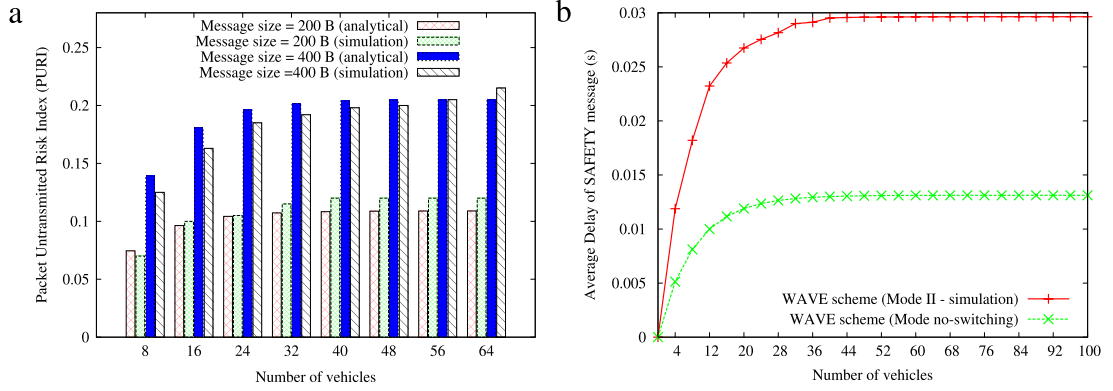 a
Packet Untransmitted Risk Index (PURI)
0.25
0.2
0.15
0.1
0.05
0
Message size = 200 B (analytical)
Message size = 200 B (simulation)
Message size = 400 B (analytical)
Message size =400 B (simulation)
8 16 24 32 40 48 56 64
Number of vehicles
b
Average Delay of SAFETY message (s)
0.03
0.025
0.02
0.015
0.01
0.005
0
WAVE scheme (Mode II - simulation)
WAVE scheme (Mode no-switching)
4 12 20 28 36 44 52 60 68 76 84 92 100
Number of vehicles